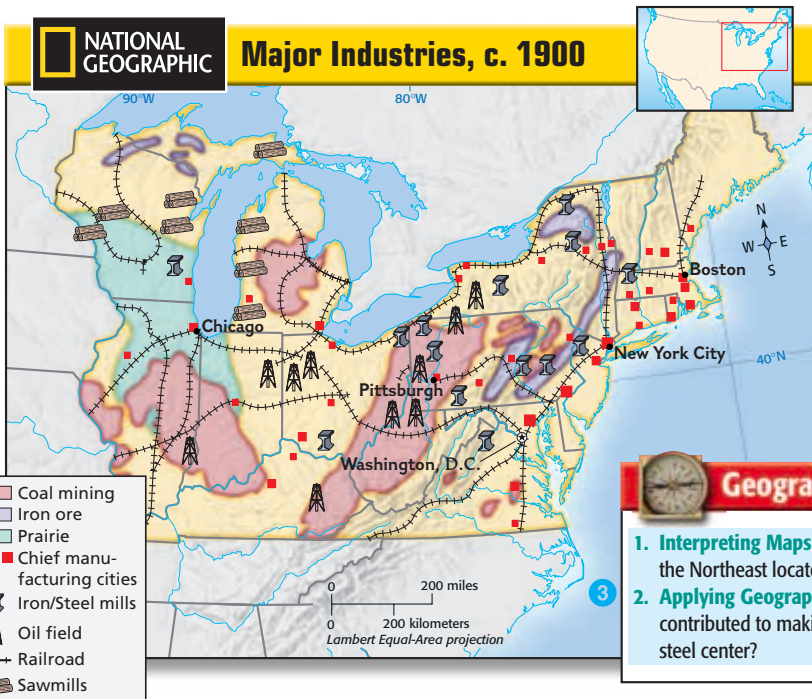 NATIONAL
GEOGRAPHIC
Major Industries, c. 1900
90°W
80°W
N
W
E
S
Boston
Chicago
New York City
40°N
Pittsburgh
Washington, D.C.
Coal mining
Iron ore
Prairie
Chief manu-
facturing cities
Iron/Steel mills
Oil field
Railroad
Sawmills
0
200 miles
0
200 kilometers
Lambert Equal-Area projection
3
Geogra
1. Interpreting Maps
the Northeast locat
2. Applying Geograp
contributed to maki
steel center?